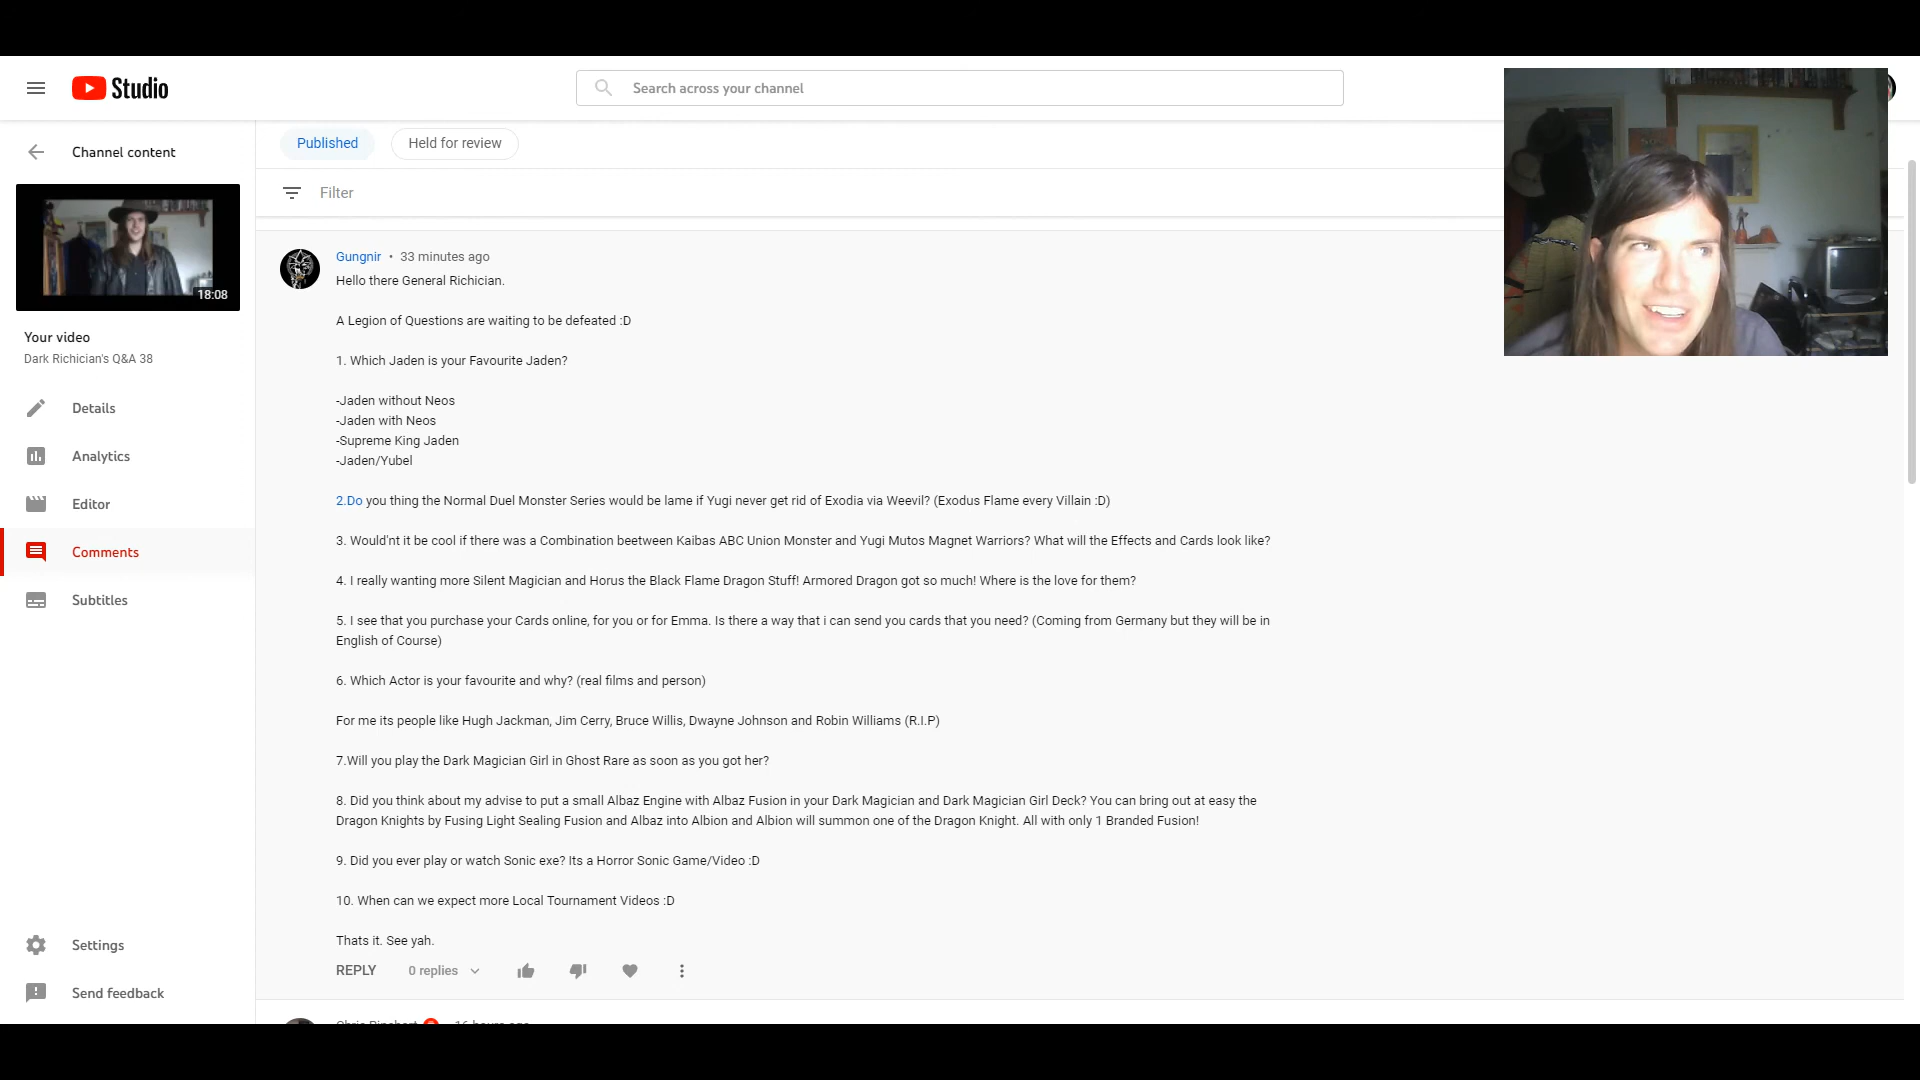 Studio
Search across your channel
Channel content
Published
Held for review
Filter
18:08
Your video
Dark Richician's Q&A 38
Details
Analytics
Editor
Comments
Subtitles
Settings
Send feedback
Gungnir • 33 minutes ago
Hello there General Richician.
A Legion of Questions are waiting to be defeated :D
1. Which Jaden is your Favourite Jaden?
-Jaden without Neos
-Jaden with Neos
-Supreme King Jaden
-Jaden/Yubel
2.Do you thing the Normal Duel Monster Series would be lame if Yugi never get rid of Exodia via Weevil? (Exodus Flame every Villain :D)
3. Would'nt it be cool if there was a Combination beetween Kaibas ABC Union Monster and Yugi Mutos Magnet Warriors? What will the Effects and Cards look like?
4. I really wanting more Silent Magician and Horus the Black Flame Dragon Stuff! Armored Dragon got so much! Where is the love for them?
5. I see that you purchase your Cards online, for you or for Emma. Is there a way that i can send you cards that you need? (Coming from Germany but they will be in
English of Course)
6. Which Actor is your favourite and why? (real films and person)
For me its people like Hugh Jackman, Jim Cerry, Bruce Willis, Dwayne Johnson and Robin Williams (R.I.P)
7.Will you play the Dark Magician Girl in Ghost Rare as soon as you got her?
8. Did you think about my advise to put a small Albaz Engine with Albaz Fusion in your Dark Magician and Dark Magician Girl Deck? You can bring out at easy the
Dragon Knights by Fusing Light Sealing Fusion and Albaz into Albion and Albion will summon one of the Dragon Knight. All with only 1 Branded Fusion!
9. Did you ever play or watch Sonic exe? Its a Horror Sonic Game/Video :D
10. When can we expect more Local Tournament Videos :D
Thats it. See yah.
REPLY
0 replies